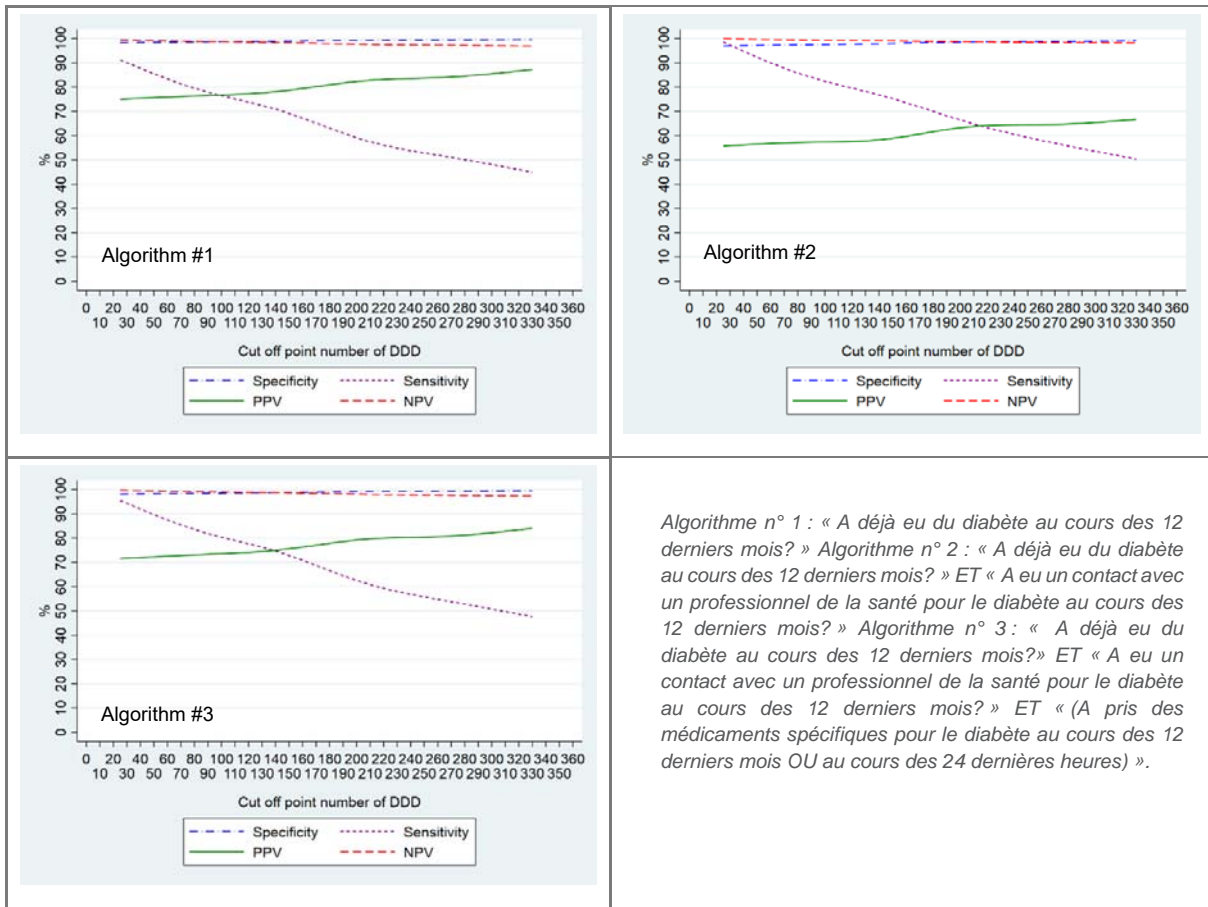 100
90
80
70
60
50
40
30
20
10
0
%
Algorithm #1
0 20 40 60 80 100 120 140 160 180 200 220 240 260 280 300 320 340 360
10 30 50 70 90 110 130 150 170 190 210 230 250 270 290 310 330 350
Cut off point number of DDD
Specificity Sensitivity
PPV NPV
100
90
80
70
60
50
40
30
20
10
0
%
Algorithm #2
0 20 40 60 80 100 120 140 160 180 200 220 240 260 280 300 320 340 360
10 30 50 70 90 110 130 150 170 190 210 230 250 270 290 310 330 350
Cut off point number of DDD
Specificity Sensitivity
PPV NPV
100
90
80
70
60
50
40
30
20
10
0
%
Algorithm #3
0 20 40 60 80 100 120 140 160 180 200 220 240 260 280 300 320 340 360
10 30 50 70 90 110 130 150 170 190 210 230 250 270 290 310 330 350
Cut off point number of DDD
Specificity Sensitivity
PPV NPV
Algorithme n° 1 : « A déjà eu du diabète au cours des 12
derniers mois? » Algorithme n° 2 : « A déjà eu du diabète
au cours des 12 derniers mois? » ET « A eu un contact avec
un professionnel de la santé pour le diabète au cours des
12 derniers mois? » Algorithme n° 3 : « A déjà eu du
diabète au cours des 12 derniers mois?» ET « A eu un
contact avec un professionnel de la santé pour le diabète
au cours des 12 derniers mois? » ET « (A pris des
médicaments spécifiques pour le diabète au cours des 12
derniers mois OU au cours des 24 dernières heures) ».